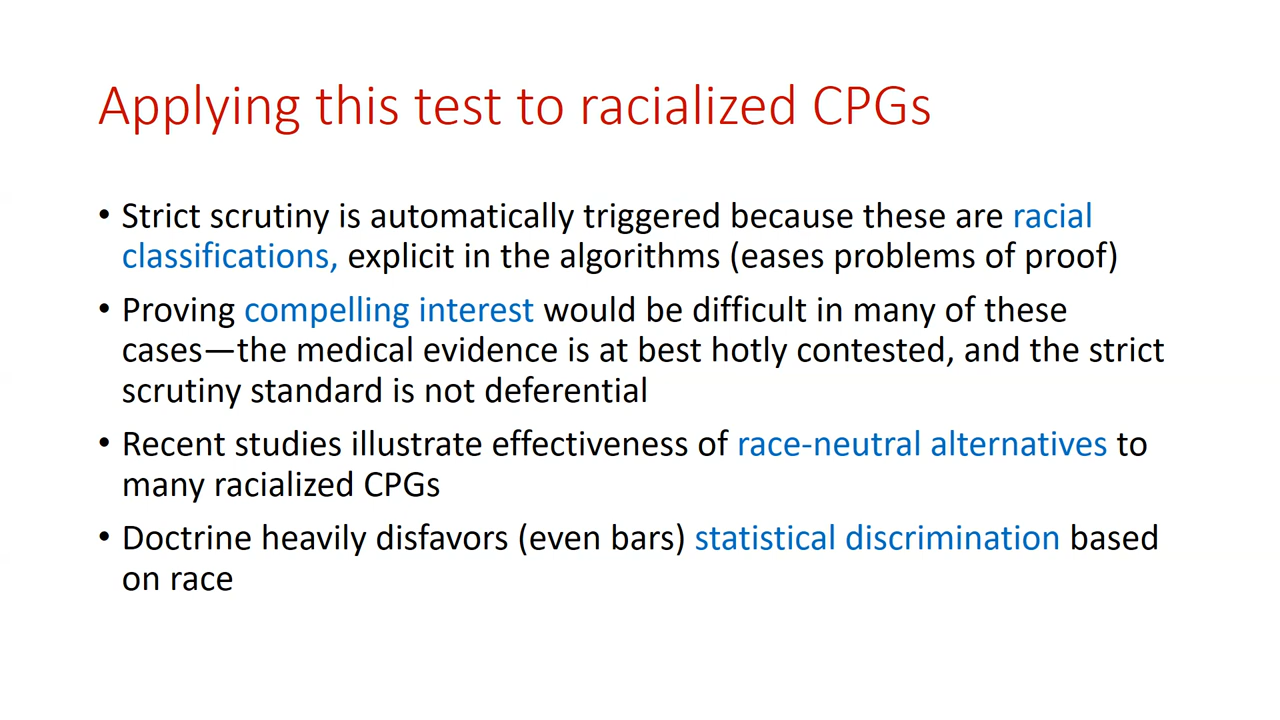 Applying this test to racialized CPGs
• Strict scrutiny is automatically triggered because these are racial
classifications, explicit in the algorithms (eases problems of proof)
• Proving compelling interest would be difficult in many of these
cases—the medical evidence is at best hotly contested, and the strict
scrutiny standard is not deferential
• Recent studies illustrate effectiveness of race-neutral alternatives to
many racialized CPGs
• Doctrine heavily disfavors (even bars) statistical discrimination based
on race